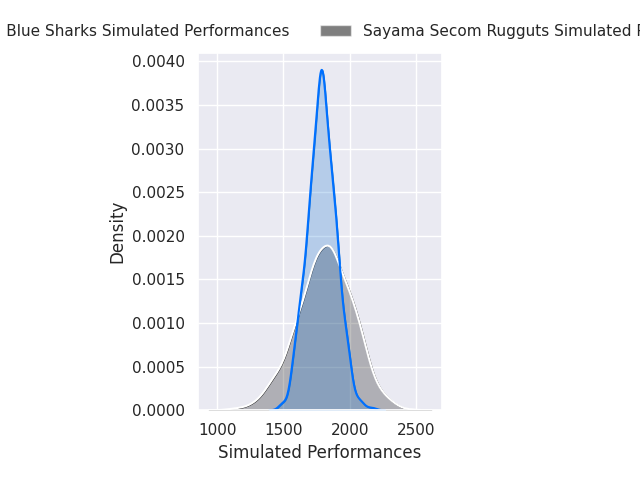 Blue Sharks Simulated Performances
Sayama Secom Rugguts Simulated
0.0040
0.0035
0.0030
0.0025
0.0020
0.0015
0.0010
0.0005
0.0000
Density
1000 1500 2000 2500
Simulated Performances